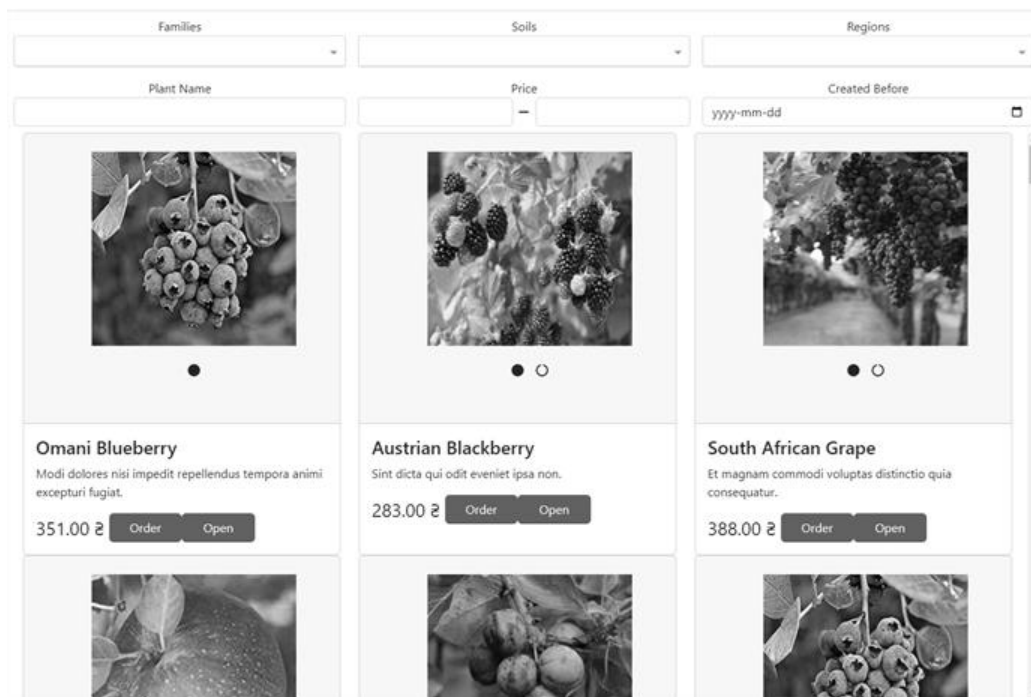 Families
Soils
Regions
Plant Name
Price
Created Before
–
yyyy-mm-dd
Omani Blueberry
Modi dolores nisi impedit repellendus tempora animi
excepturi fugiat.
351.00 ₴
Order
Open
Austrian Blackberry
Sint dicta qui odit eveniet ipsa non.
283.00 ₴
Order
Open
South African Grape
Et magnam commodi voluptas distinctio quia
consequatur.
388.00 ₴
Order
Open